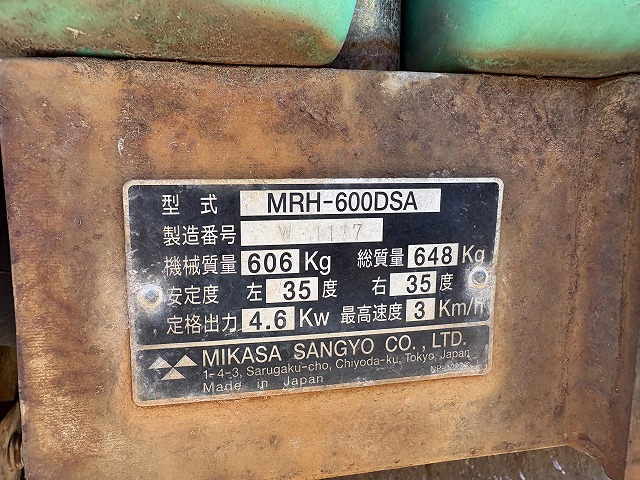 型式 MRH-600DSA
製造番号 W-1117
機械質量 606 Kg 総質量 648 Kg
安定度 左 35 度 右 35 度
定格出力 4.6 Kw 最高速度 3 Km/h
MIKASA SANGYO CO., LTD.
1-4-3, Sarugaku-cho, Chiyoda-ku, Tokyo, Japan
Made in Japan